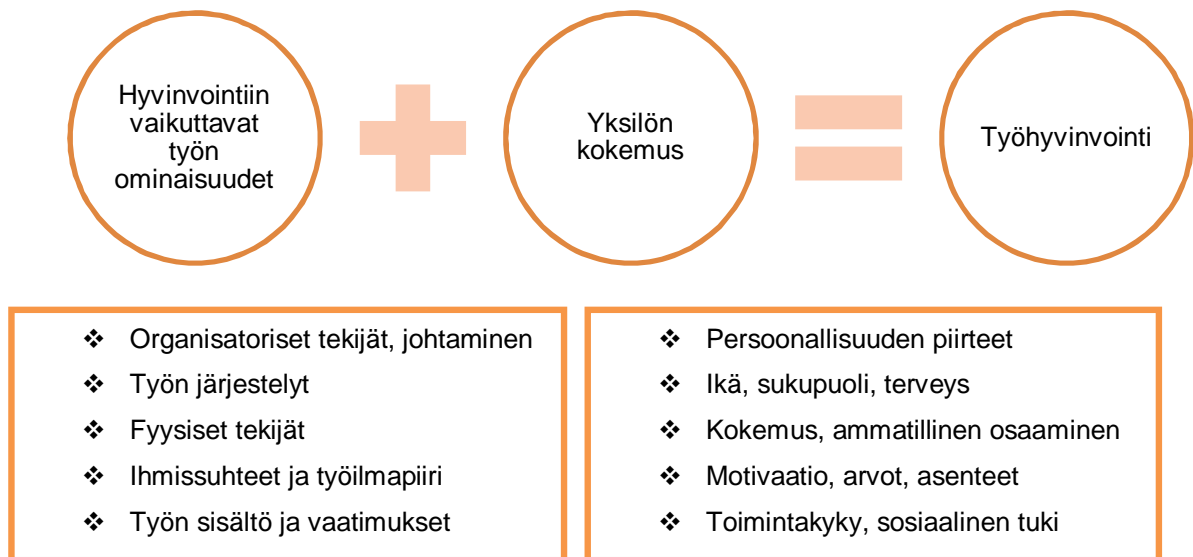 Hyvinvointiin
vaikuttavat
työn
ominaisuudet
Yksilön
kokemus
Työhyvinvointi
❖ Organisatoriset tekijät, johtaminen
❖ Työn järjestelyt
❖ Fyysiset tekijät
❖ Ihmissuhteet ja työilmapiiri
❖ Työn sisältö ja vaatimukset
❖ Persoonallisuuden piirteet
❖ Ikä, sukupuoli, terveys
❖ Kokemus, ammatillinen osaaminen
❖ Motivaatio, arvot, asenteet
❖ Toimintakyky, sosiaalinen tuki